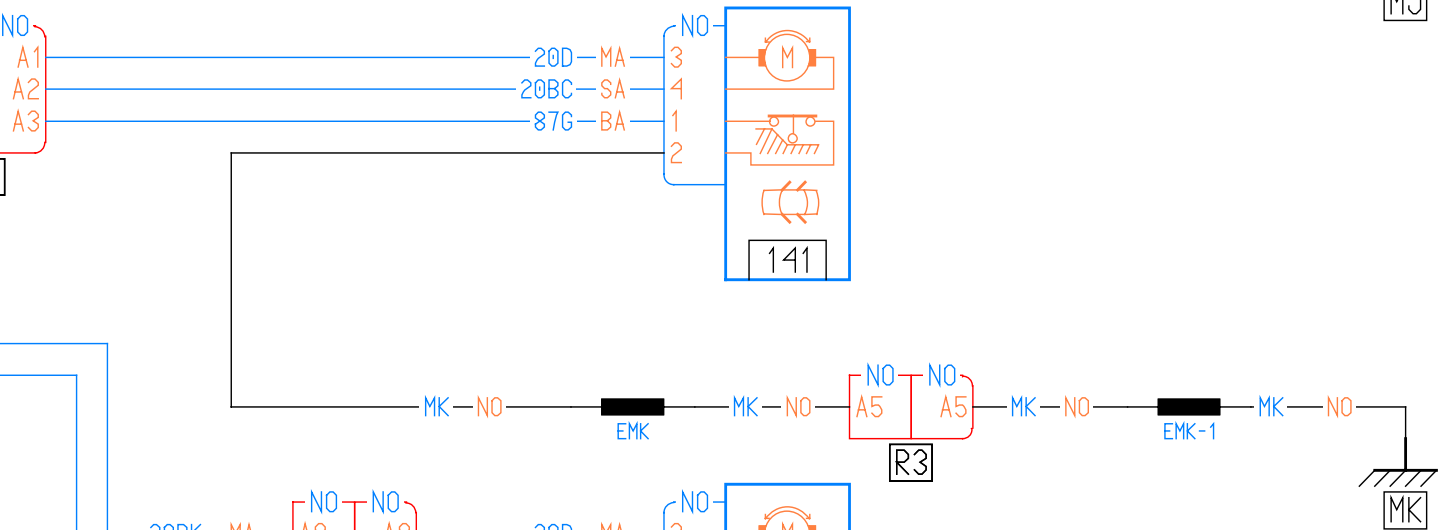 NO NO M5
A1 20D MA 3 M
A2 20BC SA 4
A3 87G BA 1
2
141
NO NO
MK NO MK NO A5 A5 MK NO MK NO
EMK EMK-1
R3
NO NO NO MK
MA 20D MA M